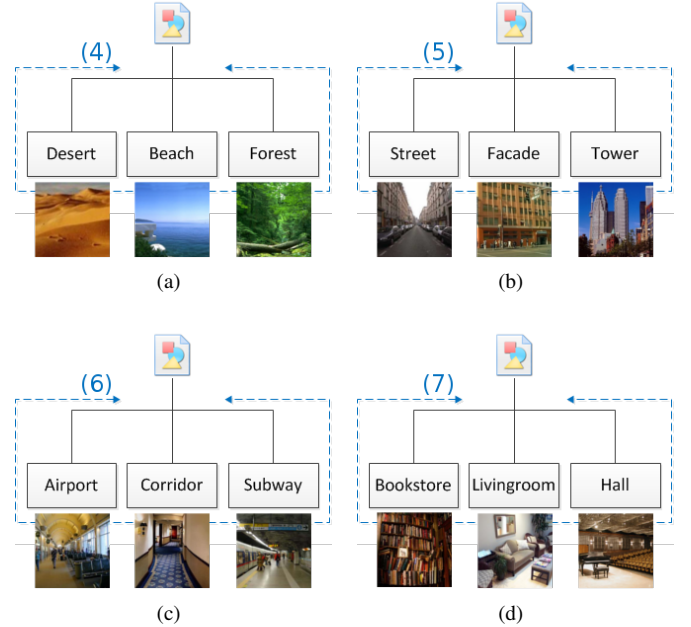 (4)
Desert Beach Forest
(a)
(5)
Street Facade Tower
(b)
(6)
Airport Corridor Subway
(c)
(7)
Bookstore Livingroom Hall
(d)